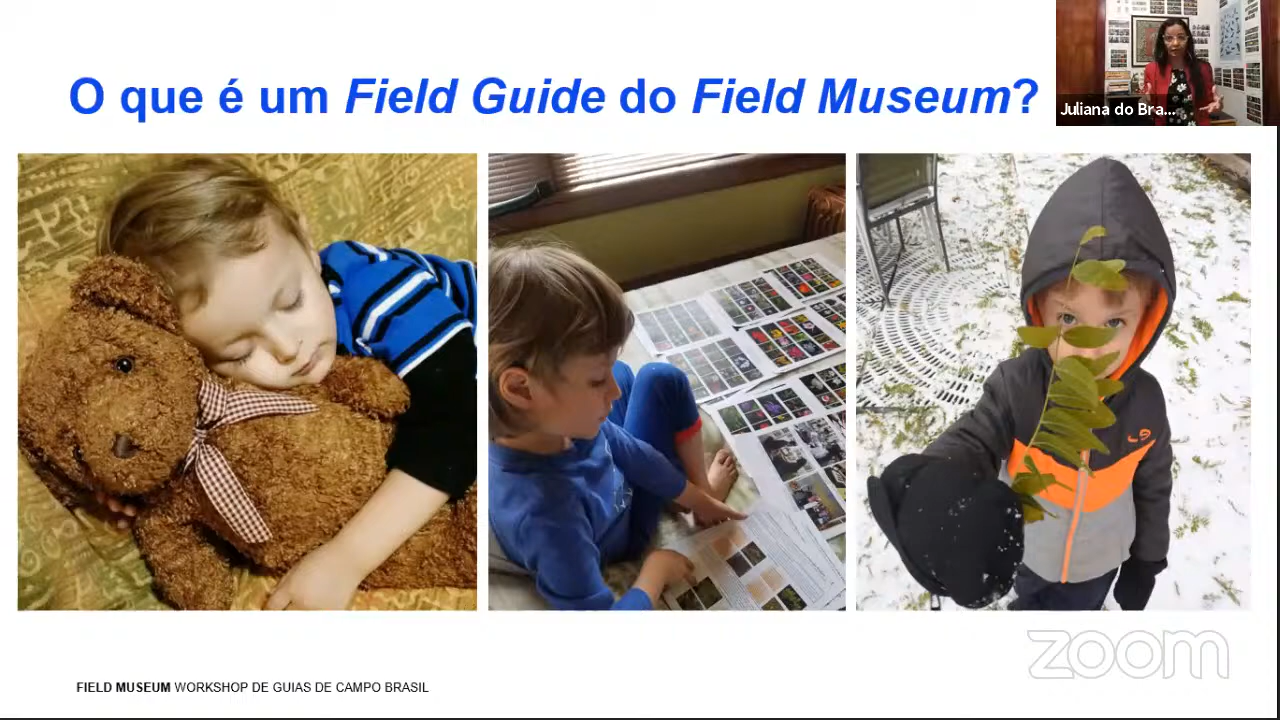 O que é um Field Guide do Field Museum?
Juliana do Bra...
zoom
FIELD MUSEUM WORKSHOP DE GUIAS DE CAMPO BRASIL